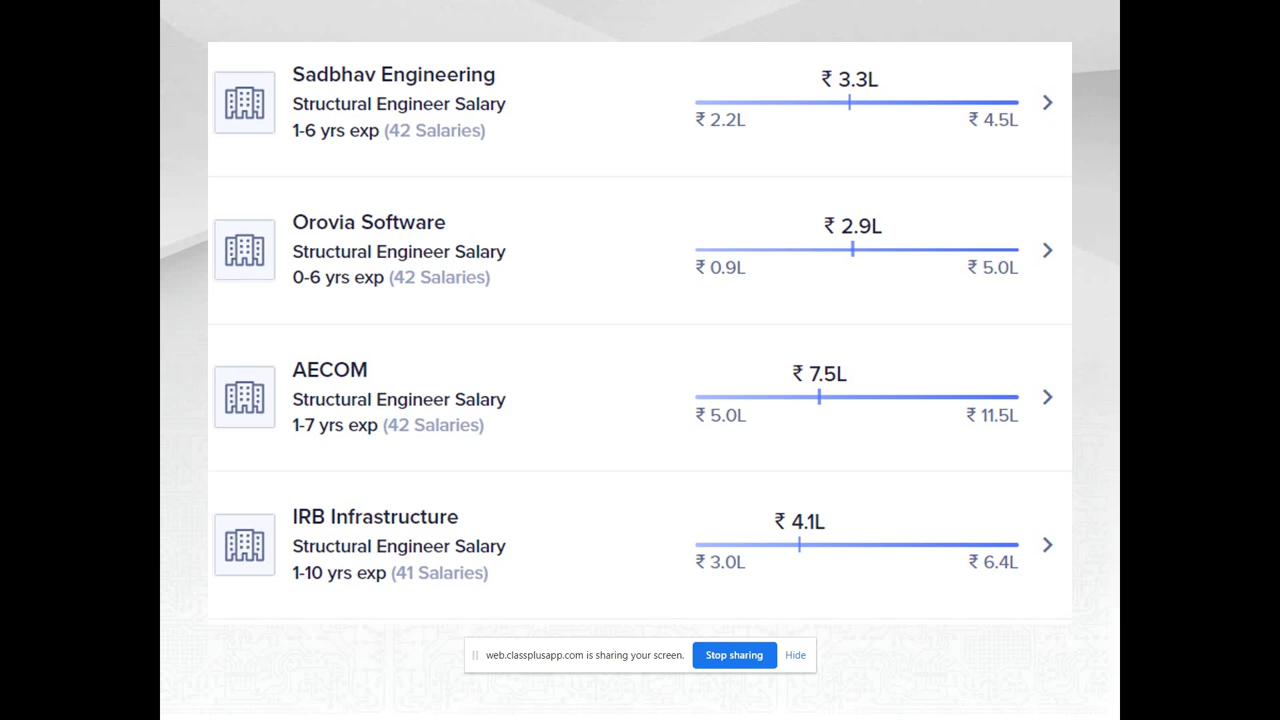 Sadbhav Engineering
Structural Engineer Salary
1-6 yrs exp (42 Salaries)
₹ 3.3L
₹ 2.2L
₹ 4.5L
Orovia Software
Structural Engineer Salary
0-6 yrs exp (42 Salaries)
₹ 2.9L
₹ 0.9L
₹ 5.0L
AECOM
Structural Engineer Salary
1-7 yrs exp (42 Salaries)
₹ 7.5L
₹ 5.0L
₹ 11.5L
IRB Infrastructure
Structural Engineer Salary
1-10 yrs exp (41 Salaries)
₹ 4.1L
₹ 3.0L
₹ 6.4L
web.classplusapp.com is sharing your screen. Stop sharing Hide